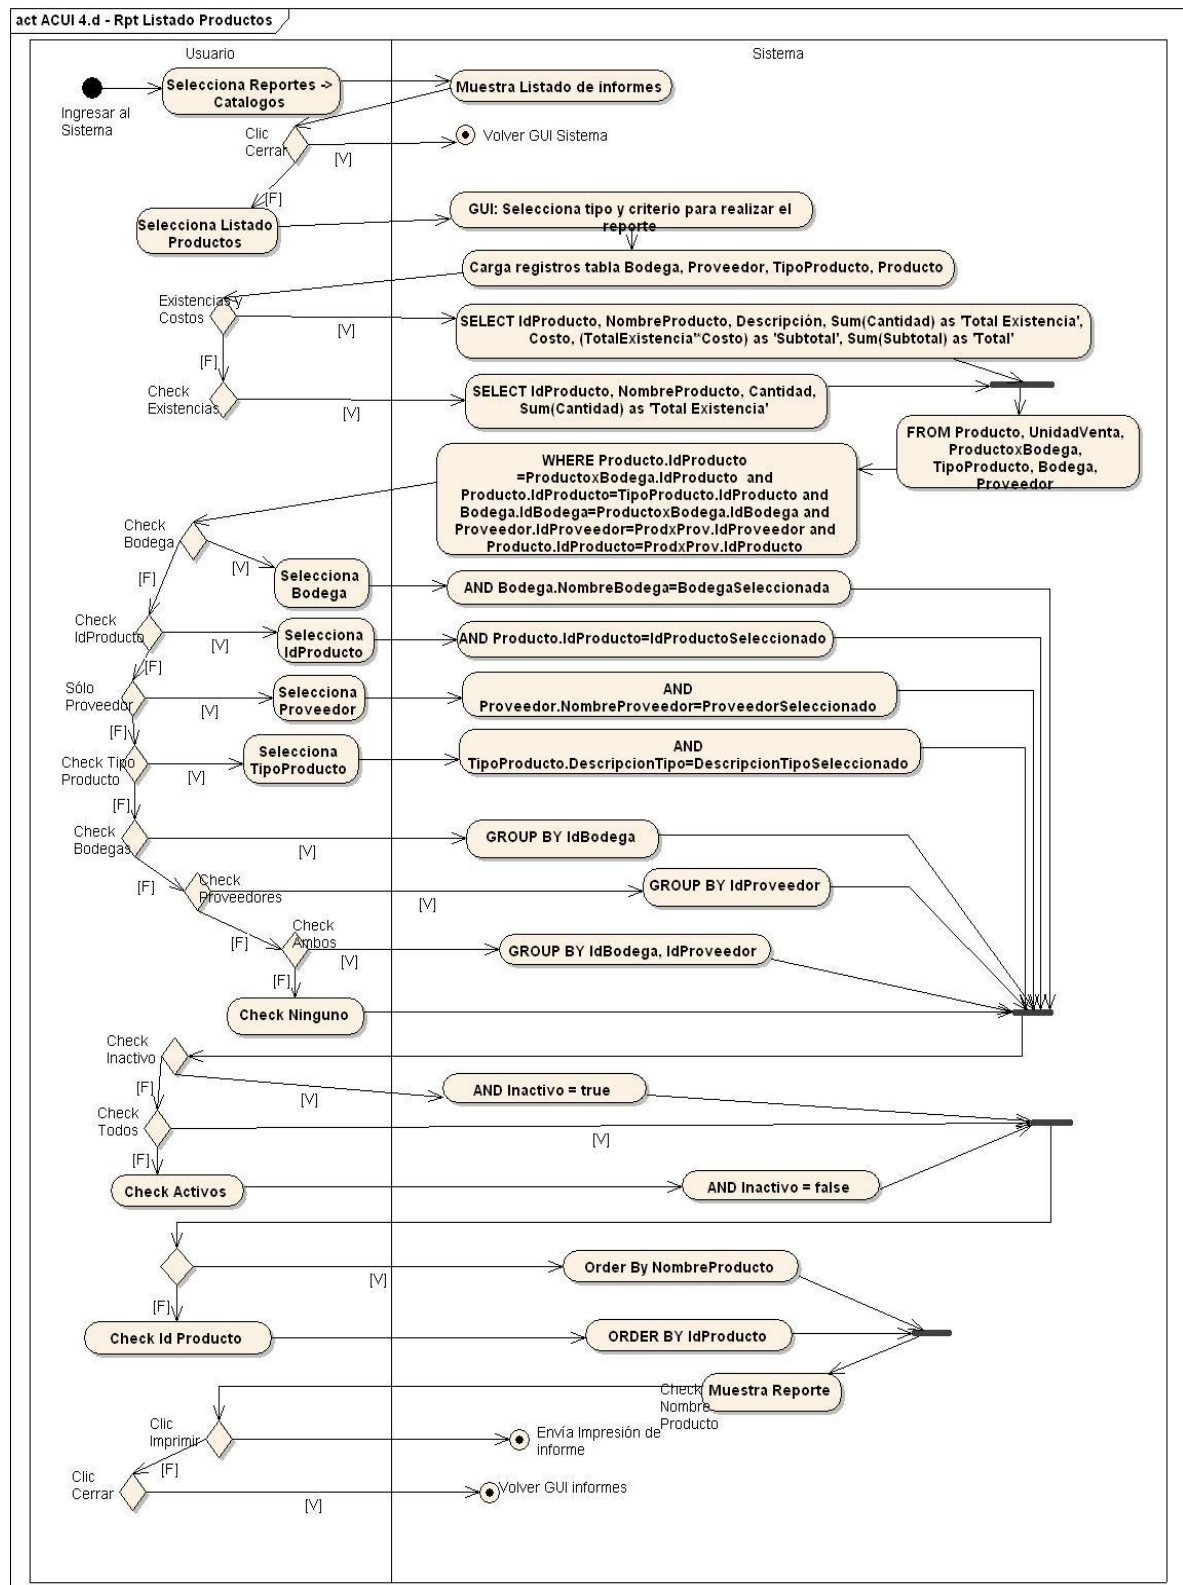 act ACUI 4.d - Rpt Listado Productos
Usuario
Sistema
Ingresar al
Sistema
Selecciona Reportes ->
Catalogos
Muestra Listado de informes
Clic
Cerrar
[V]
Volver GUI Sistema
[F]
Selecciona Listado
Productos
GUI: Selecciona tipo y criterio para realizar el
reporte
Carga registros tabla Bodega, Proveedor, TipoProducto, Producto
Existencias y
Costos
[V]
SELECT IdProducto, NombreProducto, Descripción, Sum(Cantidad) as 'Total Existencia',
Costo, (TotalExistencia*Costo) as 'Subtotal', Sum(Subtotal) as 'Total'
[F]
Check
Existencias
[V]
SELECT IdProducto, NombreProducto, Cantidad,
Sum(Cantidad) as 'Total Existencia'
FROM Producto, UnidadVenta,
ProductoxBodega,
TipoProducto, Bodega,
Proveedor
WHERE Producto.IdProducto
=ProductoxBodega.IdProducto and
Producto.IdProducto=TipoProducto.IdProducto and
Bodega.IdBodega=ProductoxBodega.IdBodega and
Proveedor.IdProveedor=ProdxProv.IdProveedor and
Producto.IdProducto=ProdxProv.IdProducto
Check
Bodega
[V]
[F]
Selecciona
Bodega
AND Bodega.NombreBodega=BodegaSeleccionada
Check
IdProducto
[V]
Selecciona
IdProducto
AND Producto.IdProducto=IdProductoSeleccionado
[F]
Sólo
Proveedor
[V]
Selecciona
Proveedor
AND
Proveedor.NombreProveedor=ProveedorSeleccionado
[F]
Check Tipo
Producto
[V]
Selecciona
TipoProducto
AND
TipoProducto.DescripcionTipo=DescripcionTipoSeleccionado
[F]
Check
Bodegas
[V]
GROUP BY IdBodega
[F]
Check
Proveedores
[V]
GROUP BY IdProveedor
[F]
Check
Ambos
[V]
GROUP BY IdBodega, IdProveedor
[F]
Check Ninguno
Check
Inactivo
[F]
[V]
AND Inactivo = true
Check
Todos
[V]
[F]
Check Activos
AND Inactivo = false
[V]
Order By NombreProducto
[F]
Check Id Producto
ORDER BY IdProducto
Muestra Reporte
Check
Nombre
Producto
Clic
Imprimir
Envía Impresión de
informe
[F]
Clic
Cerrar
[V]
Volver GUI informes